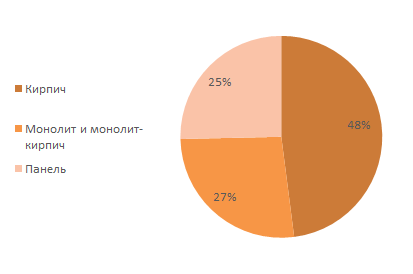 25%
Кирпич
48%
Монолит и монолит-
кирпич
Панель
27%